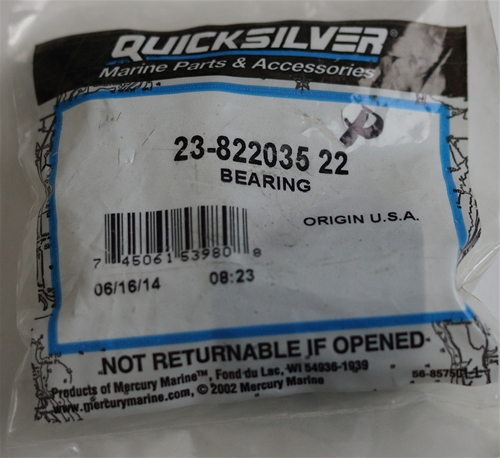 QUICKSILVER®
Marine Parts & Accessories
23-822035 22
BEARING
ORIGIN U.S.A.
7 45061 53980 8
06/16/14 08:23
NOT RETURNABLE IF OPENED
Products of Mercury Marine™, Fond du Lac, WI 54936-1939
www.mercurymarine.com, © 2002 Mercury Marine